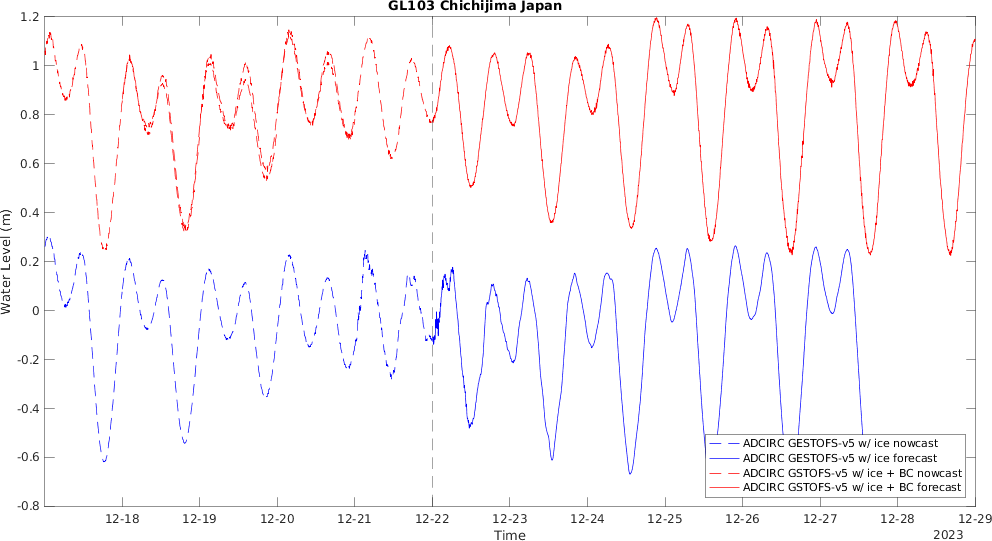 GL103 Chichijima Japan
1.2
1
0.8
0.6
0.4
0.2
0
-0.2
-0.4
-0.6
-0.8
Water Level (m)
ADCIRC GESTOFS-v5 w/ ice nowcast
ADCIRC GESTOFS-v5 w/ ice forecast
ADCIRC GSTOFS-v5 w/ ice + BC nowcast
ADCIRC GSTOFS-v5 w/ ice + BC forecast
12-18 12-19 12-20 12-21 12-22 12-23 12-24 12-25 12-26 12-27 12-28 12-29
Time
2023